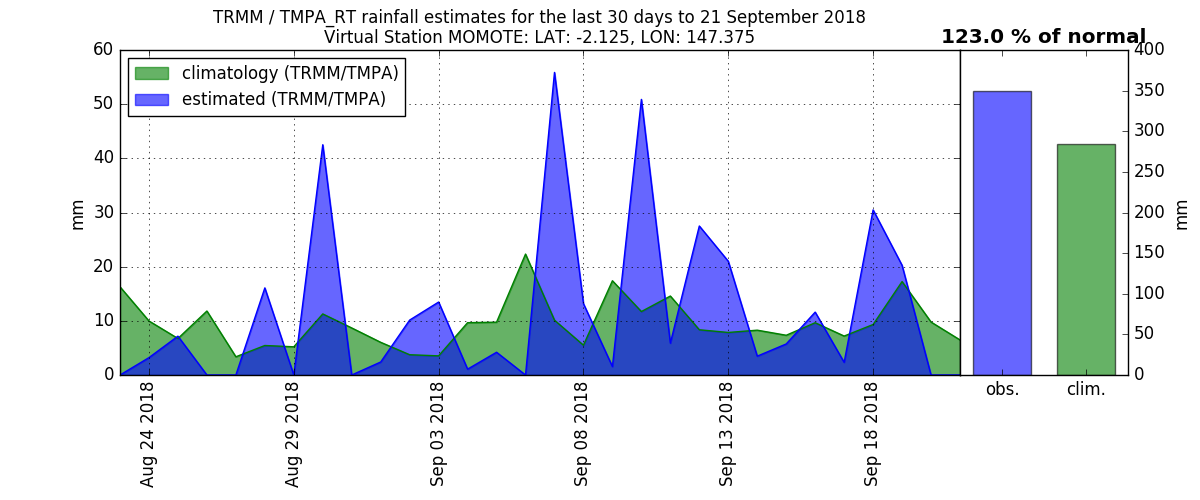 TRMM / TMPA_RT rainfall estimates for the last 30 days to 21 September 2018
Virtual Station MOMOTE: LAT: -2.125, LON: 147.375
123.0 % of normal
climatology (TRMM/TMPA)
estimated (TRMM/TMPA)
60
50
40
30
20
10
0
mm
Aug 24 2018
Aug 29 2018
Sep 03 2018
Sep 08 2018
Sep 13 2018
Sep 18 2018
400
350
300
250
200
150
100
50
0
mm
obs.
clim.